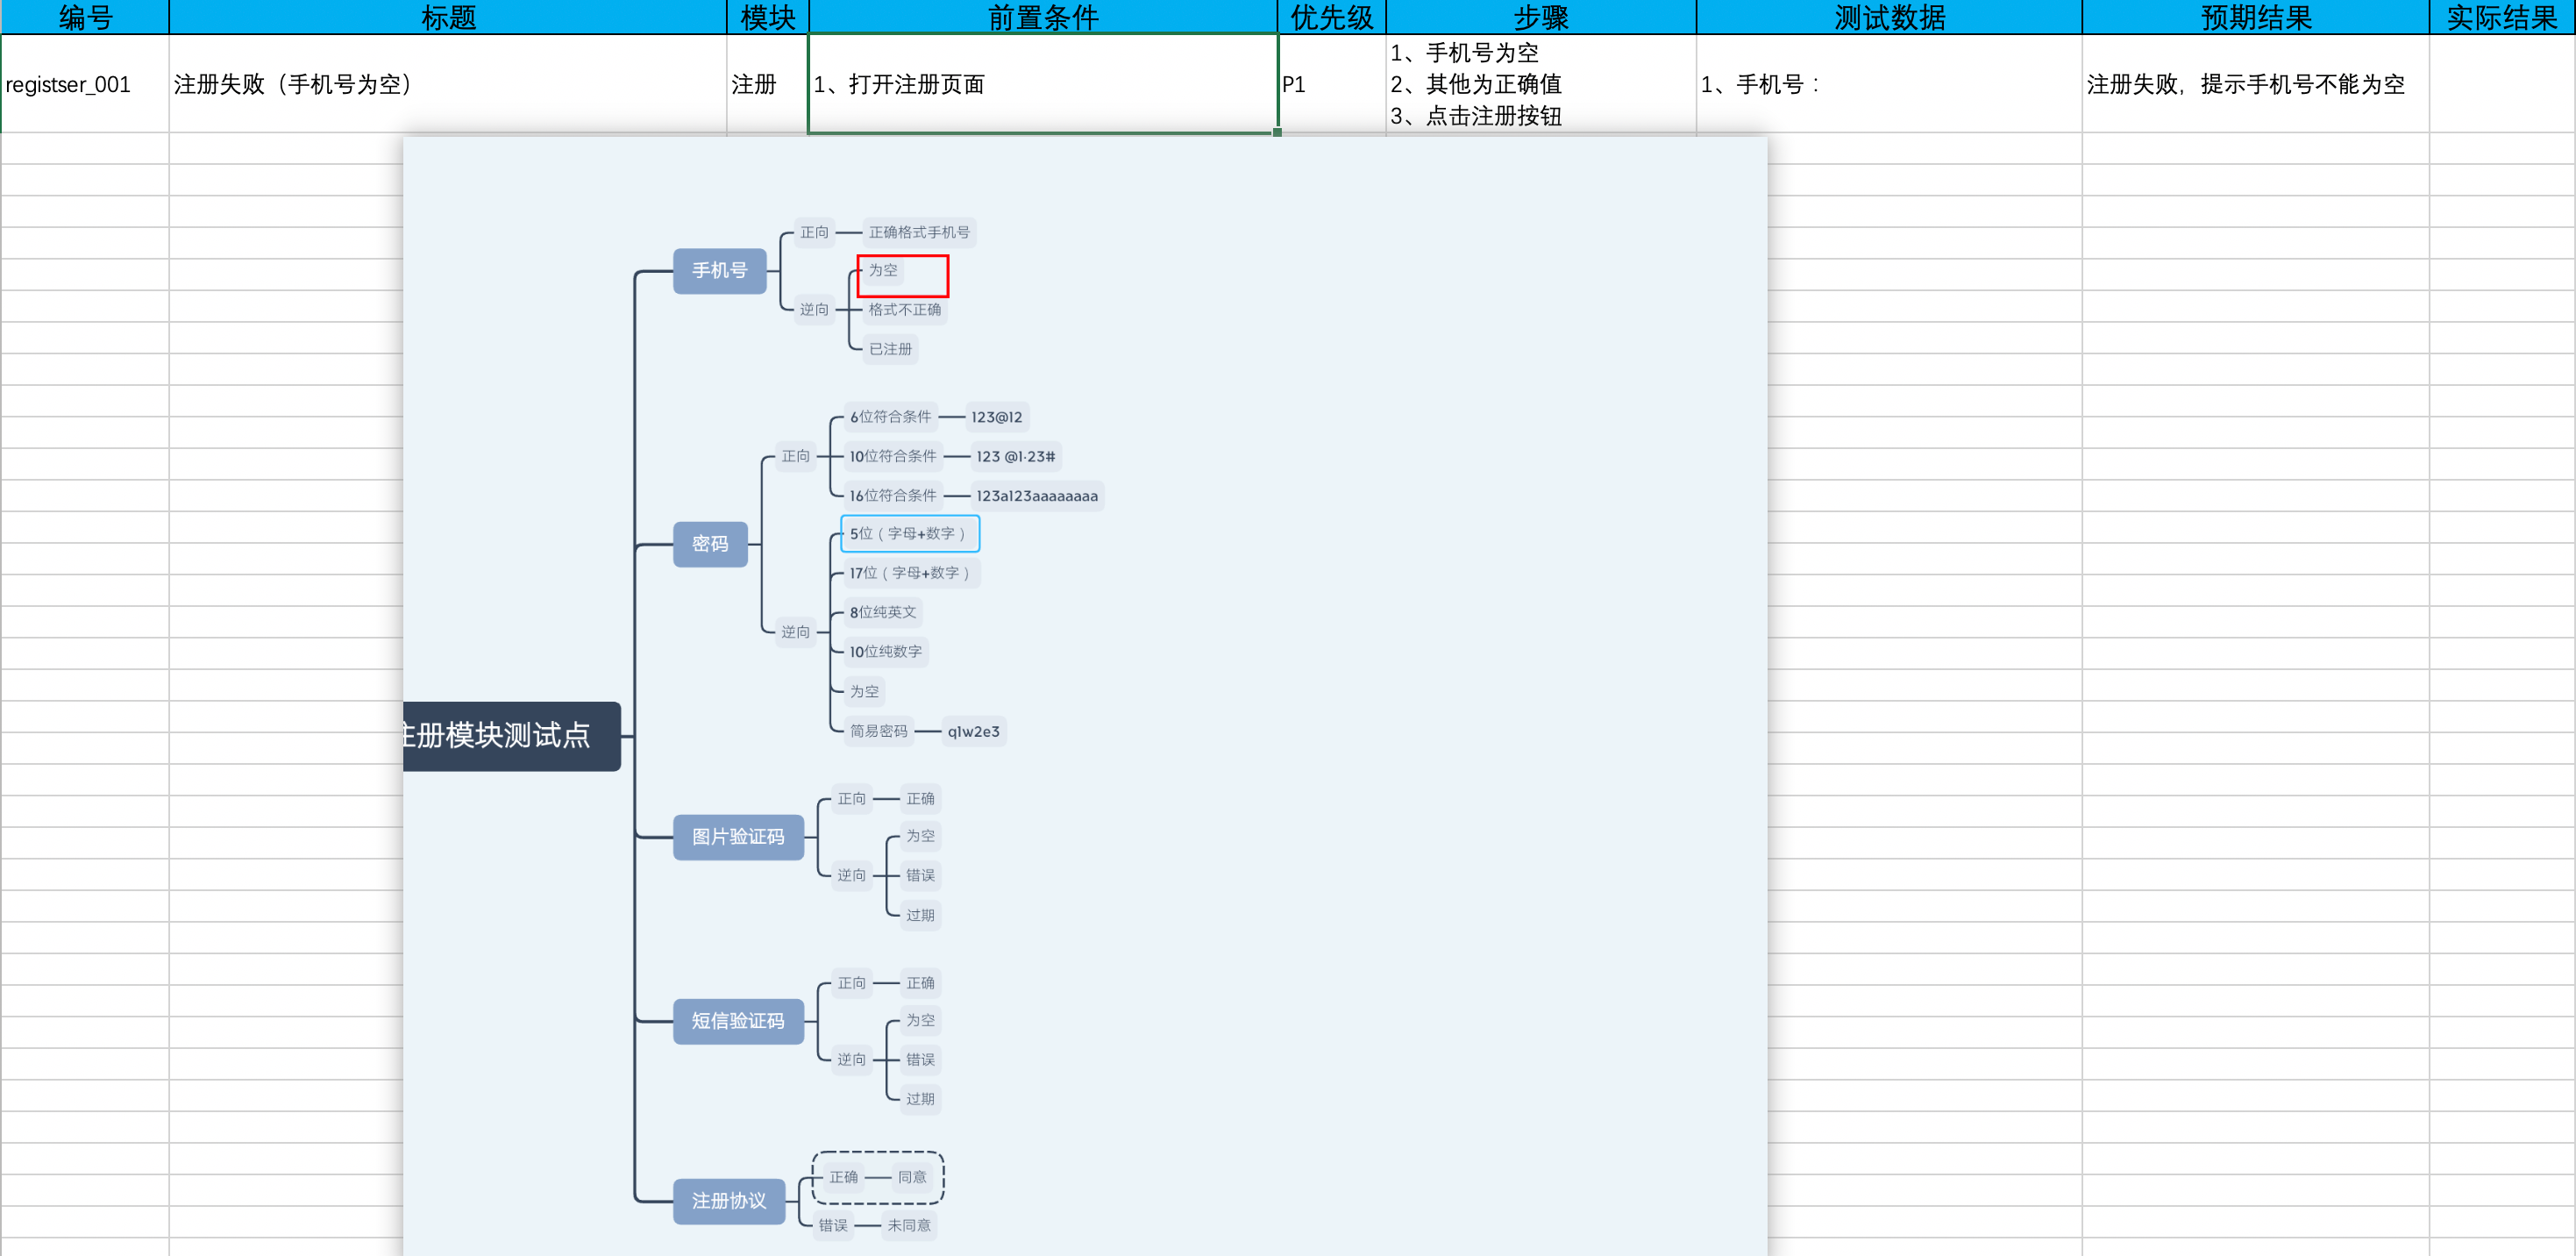 编号 标题 模块 前置条件 优先级 步骤 测试数据 预期结果 实际结果
registser_001 注册失败（手机号为空） 注册 1、打开注册页面 P1 1、手机号为空
2、其他为正确值
3、点击注册按钮
1、手机号：
注册失败，提示手机号不能为空
注册模块测试点
手机号
正向
正确格式手机号
逆向
为空
格式不正确
已注册
密码
正向
6位符合条件
123@12
10位符合条件
123 @1·23#
16位符合条件
123a123aaaaaaaaa
逆向
5位（字母+数字）
17位（字母+数字）
8位纯英文
10位纯数字
为空
简易密码
q1w2e3
图片验证码
正向
正确
逆向
为空
错误
过期
短信验证码
正向
正确
逆向
为空
错误
过期
注册协议
正确
同意
错误
未同意